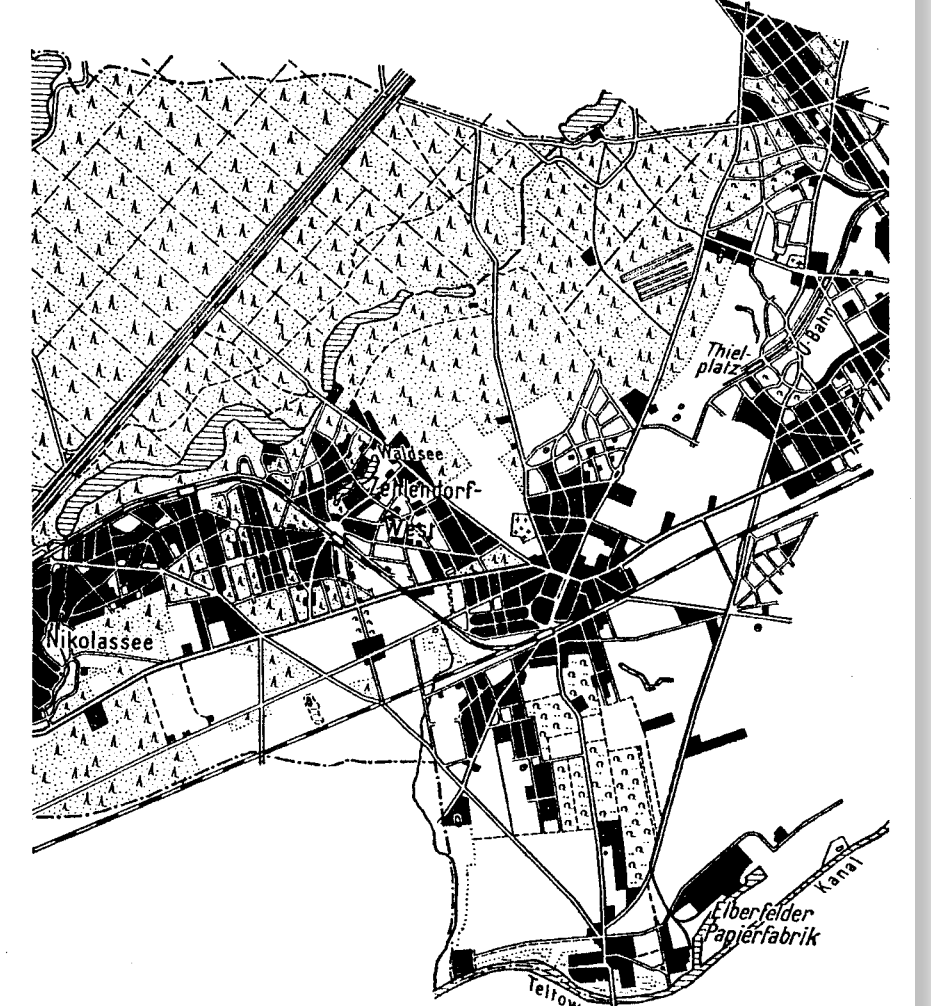 Thiel-
platz
U-Bahn
Waldsee
Zehlendorf-
West
Nikolassee
Elberfelder
Papierfabrik
Kanal
Teltow